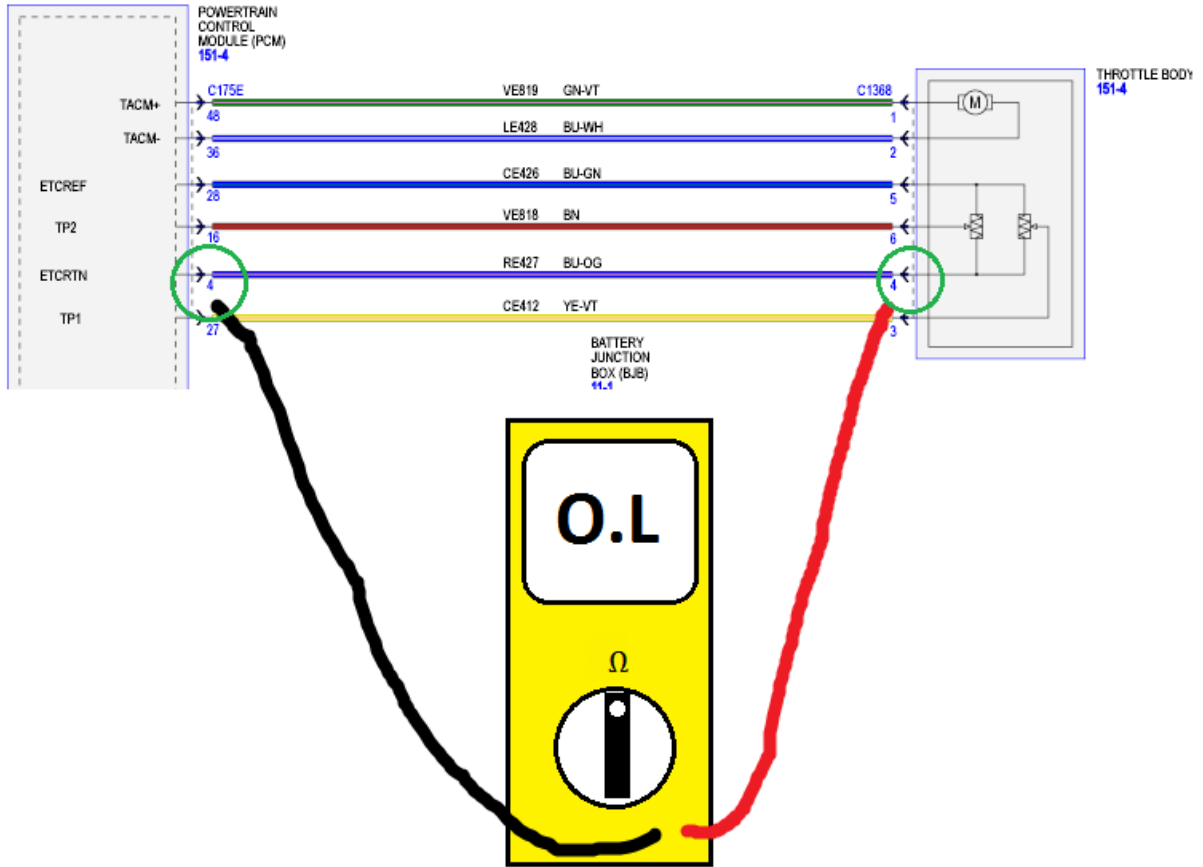 POWERTRAIN
CONTROL
MODULE (PCM)
151-4
THROTTLE BODY
151-4
TACM+ C175E 48 VE819 GN-VT C1368 1 M
TACM- 36 LE428 BU-WH 2
ETCREF 28 CE426 BU-GN 5
TP2 16 VE818 BN 6
ETCRTN 4 RE427 BU-OG 4
TP1 27 CE412 YE-VT 3
BATTERY
JUNCTION
BOX (BJB)
11-1
O.L
Ω